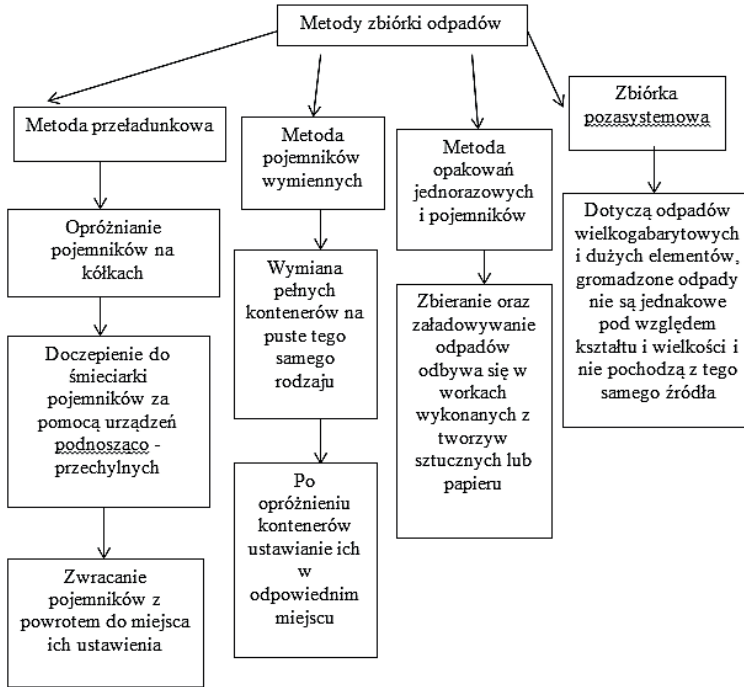 Metody zbiórki odpadów
Metoda przeładunkowa
Opróżnianie
pojemników na
kółkach
Doczepienie do
śmieciarki
pojemników za
pomocą urządzeń
podnosząco -
przechylnych
Zwracanie
pojemników z
powrotem do miejsca
ich ustawienia
Metoda
pojemników
wymiennych
Wymiana
pełnych
kontenerów na
puste tego
samego
rodzaju
Po
opróżnieniu
kontenerów
ustawianie ich
w
odpowiednim
miejscu
Metoda
opakowań
jednorazowych
i pojemników
Zbieranie oraz
załadowywanie
odpadów
odbywa się w
workach
wykonanych z
tworzyw
sztucznych lub
papieru
Zbiórka
pozasystemowa
Dotyczą odpadów
wielkogabarytowych
i dużych elementów,
gromadzone odpady
nie są jednakowe
pod względem
kształtu i wielkości i
nie pochodzą z tego
samego źródła